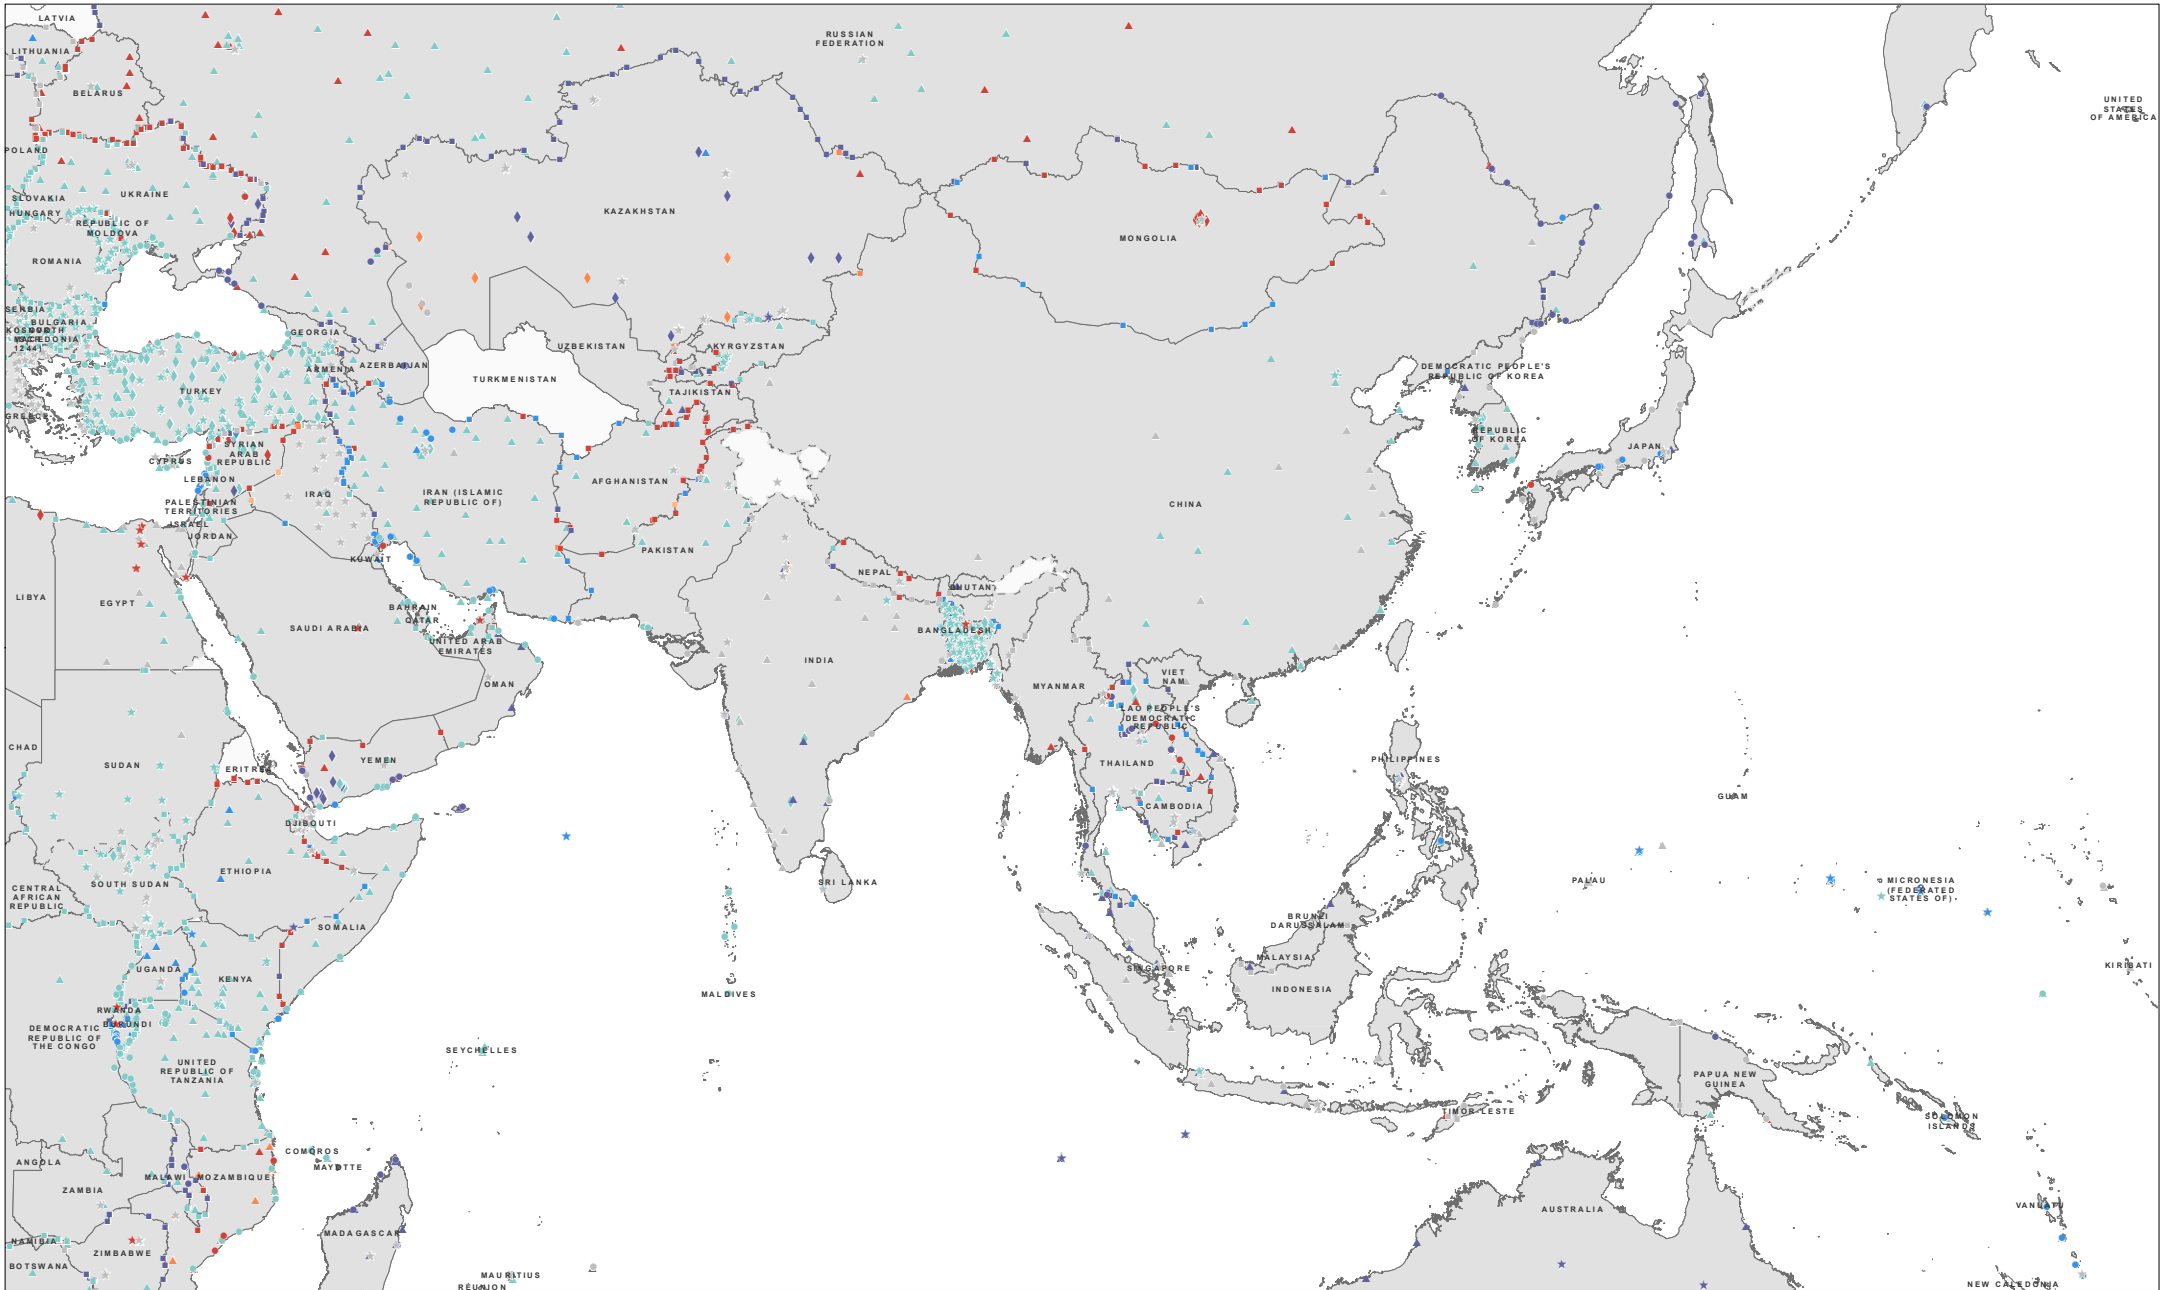 LATVIA
RUSSIAN
FEDERATION
LITHUANIA
BELARUS
UNITED
STATES
OF AMERICA
POLAND
UKRAINE
SLOVAKIA
HUNGARY
REPUBLIC OF
MOLDOVA
KAZAKHSTAN
MONGOLIA
ROMANIA
SERBIA
BULGARIA
MACEDONIA
1244)
GEORGIA
UZBEKISTAN
KYRGYZSTAN
ARMENIA
AZERBAIJAN
TURKMENISTAN
TAJIKISTAN
DEMOCRATIC PEOPLE'S
REPUBLIC OF KOREA
TURKEY
GREECE
REPUBLIC
OF KOREA
JAPAN
SYRIAN
ARAB
REPUBLIC
CYPRUS
LEBANON
IRAQ
IRAN (ISLAMIC
REPUBLIC OF)
AFGHANISTAN
PALESTINIAN
TERRITORIES
ISRAEL
JORDAN
CHINA
KUWAIT
PAKISTAN
NEPAL
BHUTAN
LIBYA
EGYPT
BAHRAIN
QATAR
SAUDI ARABIA
UNITED ARAB
EMIRATES
BANGLADESH
INDIA
OMAN
MYANMAR
VIET
NAM
LAO PEOPLE'S
DEMOCRATIC
REPUBLIC
CHAD
SUDAN
ERITREA
YEMEN
THAILAND
PHILIPPINES
GUAM
DJIBOUTI
CAMBODIA
ETHIOPIA
SOUTH SUDAN
CENTRAL
AFRICAN
REPUBLIC
SRI LANKA
PALAU
MICRONESIA
(FEDERATED
STATES OF)
SOMALIA
BRUNEI
DARUSSALAM
UGANDA
KENYA
MALAYSIA
SINGAPORE
INDONESIA
KIRIBATI
MALDIVES
RWANDA
BURUNDI
DEMOCRATIC
REPUBLIC OF
THE CONGO
SEYCHELLES
UNITED
REPUBLIC OF
TANZANIA
PAPUA NEW
GUINEA
TIMOR-LESTE
SOLOMON
ISLANDS
COMOROS
MAYOTTE
ANGOLA
MALAWI
MOZAMBIQUE
ZAMBIA
VANUATU
AUSTRALIA
MADAGASCAR
NAMIBIA
ZIMBABWE
BOTSWANA
MAURITIUS
RÉUNION
NEW CALEDONIA